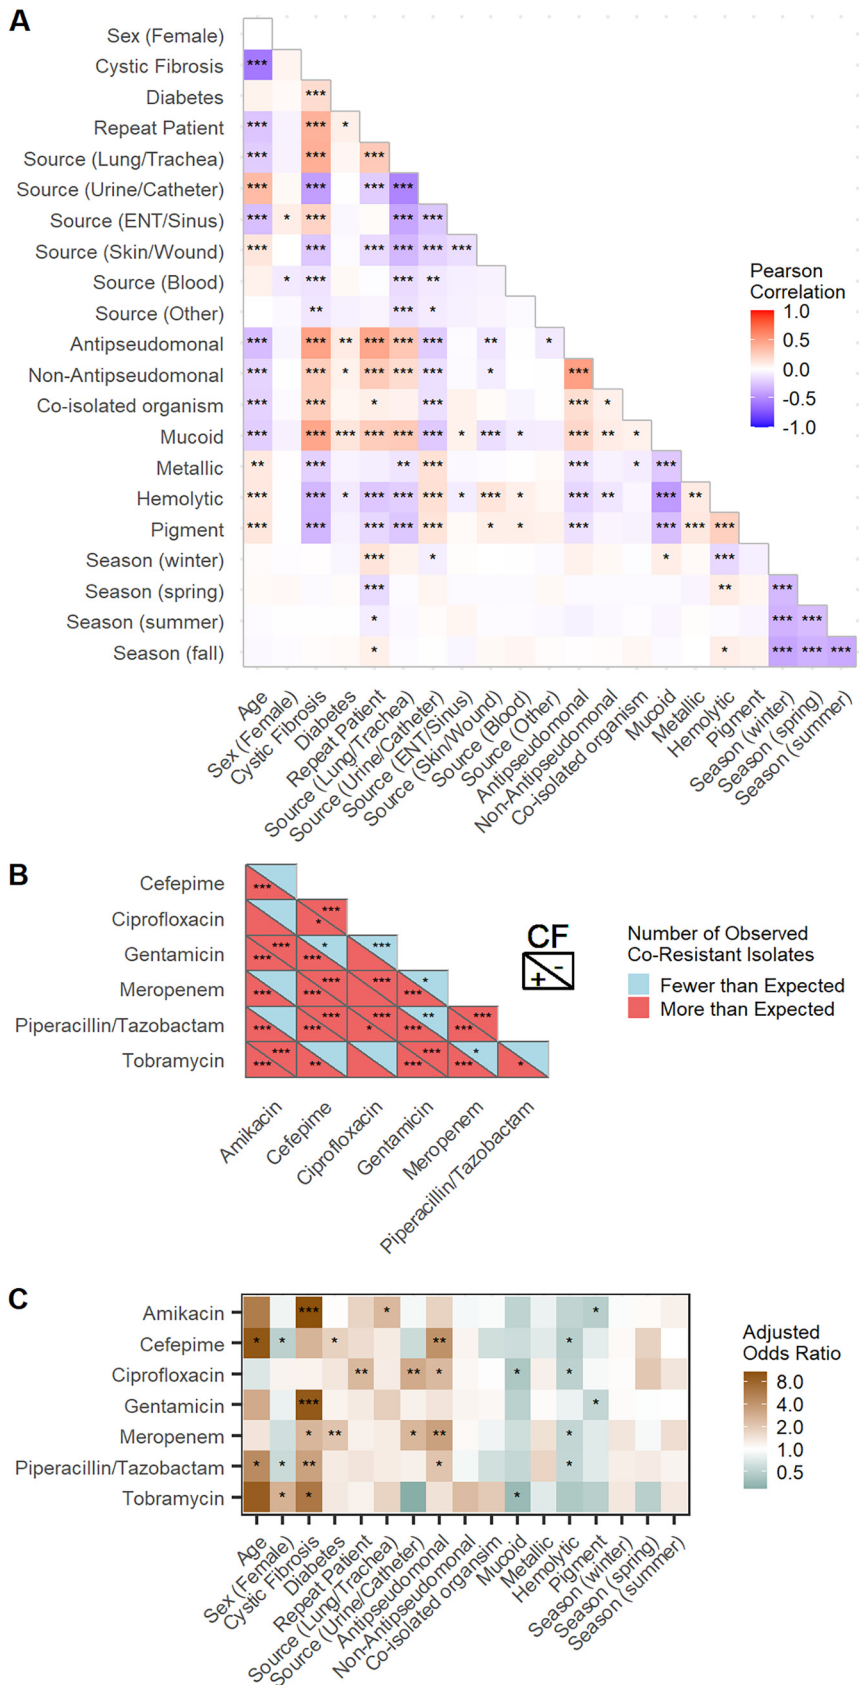 A
Sex (Female)
Cystic Fibrosis ***
Diabetes ***
Repeat Patient *** *** *
Source (Lung/Trachea) *** *** ***
Source (Urine/Catheter) *** *** *** ***
Source (ENT/Sinus) *** * *** *** ***
Source (Skin/Wound) *** *** *** *** *** ***
Source (Blood) * *** *** **
Source (Other) ** *** *
Antipseudomonal *** *** ** *** *** *** ** *
Non-Antipseudomonal *** *** * *** *** *** * ***
Co-isolated organism *** *** * *** *** *
Mucoid *** *** *** *** *** *** * *** * *** ** *
Metallic ** *** ** *** *** * ***
Hemolytic *** *** * *** *** *** * *** * *** ** *** **
Pigment *** *** *** *** *** * * *** *** *** ***
Season (winter) *** * * ***
Season (spring) *** ** ***
Season (summer) * *** ***
Season (fall) * * *** *** ***
Age
Sex (Female)
Cystic Fibrosis
Diabetes
Repeat Patient
Source (Lung/Trachea)
Source (Urine/Catheter)
Source (ENT/Sinus)
Source (Skin/Wound)
Source (Blood)
Source (Other)
Antipseudomonal
Non-Antipseudomonal
Co-isolated organism
Mucoid
Metallic
Hemolytic
Pigment
Season (winter)
Season (spring)
Season (summer)
Pearson
Correlation
1.0
0.5
0.0
-0.5
-1.0
B
Cefepime ***
Ciprofloxacin *** *
Gentamicin *** *** * *** ***
Meropenem *** *** *** *** * ***
Piperacillin/Tazobactam *** *** *** *** * ** *** *** ***
Tobramycin *** *** ** *** *** * *** *
Amikacin
Cefepime
Ciprofloxacin
Gentamicin
Meropenem
Piperacillin/Tazobactam
CF
+ -
Number of Observed
Co-Resistant Isolates
Fewer than Expected
More than Expected
C
Amikacin *** * *
Cefepime * * * ** *
Ciprofloxacin ** ** * * *
Gentamicin *** *
Meropenem * ** * ** *
Piperacillin/Tazobactam * * ** * *
Tobramycin * * *
Age
Sex (Female)
Cystic Fibrosis
Diabetes
Repeat Patient
Source (Lung/Trachea)
Source (Urine/Catheter)
Antipseudomonal
Non-Antipseudomonal
Co-isolated organsim
Mucoid
Metallic
Hemolytic
Pigment
Season (winter)
Season (spring)
Season (summer)
Adjusted
Odds Ratio
8.0
4.0
2.0
1.0
0.5